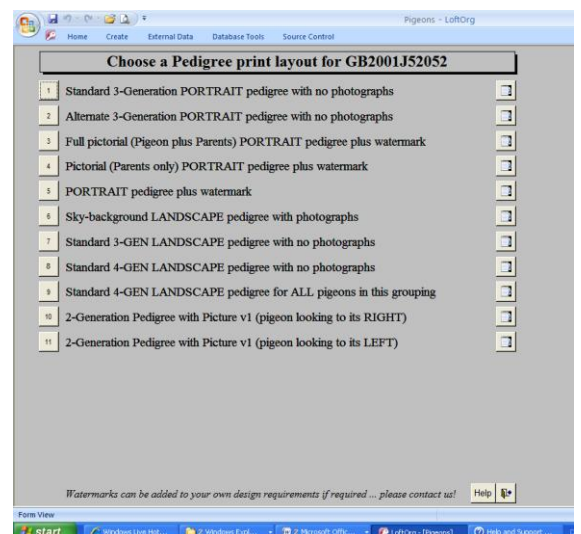 Pigeons - LoftOrg
Home Create External Data Database Tools Source Control
Choose a Pedigree print layout for GB2001J52052
1 Standard 3-Generation PORTRAIT pedigree with no photographs
2 Alternate 3-Generation PORTRAIT pedigree with no photographs
3 Full pictorial (Pigeon plus Parents) PORTRAIT pedigree plus watermark
4 Pictorial (Parents only) PORTRAIT pedigree plus watermark
5 PORTRAIT pedigree plus watermark
6 Sky-background LANDSCAPE pedigree with photographs
7 Standard 3-GEN LANDSCAPE pedigree with no photographs
8 Standard 4-GEN LANDSCAPE pedigree with no photographs
9 Standard 4-GEN LANDSCAPE pedigree for ALL pigeons in this grouping
10 2-Generation Pedigree with Picture v1 (pigeon looking to its RIGHT)
11 2-Generation Pedigree with Picture v1 (pigeon looking to its LEFT)
Watermarks can be added to your own design requirements if required ... please contact us! Help
Form View
start Windows Live Hot... 2 Windows Expl... 2 Microsoft Offic... LoftOrg - [Pigeons] Help and Support ...